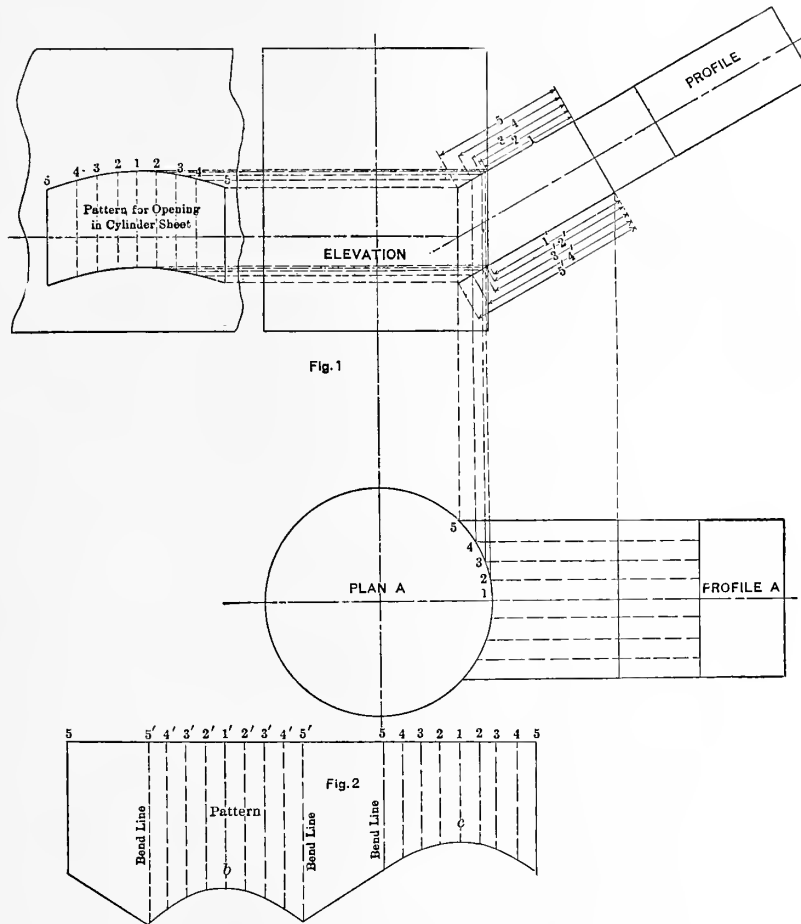 PROFILE
5
4
3
2
1
5 4 3 2 1 2 3 4 5
Pattern for Opening
in Cylinder Sheet
ELEVATION
1′
2′
3′
4′
5′
Fig.1
5
4
3
2
1
PLAN A
PROFILE A
5 5′ 4′ 3′ 2′ 1′ 2′ 3′ 4′ 5′ 5 4 3 2 1 2 3 4 5
Fig.2
Bend Line
Pattern
Bend Line
Bend Line
b
c